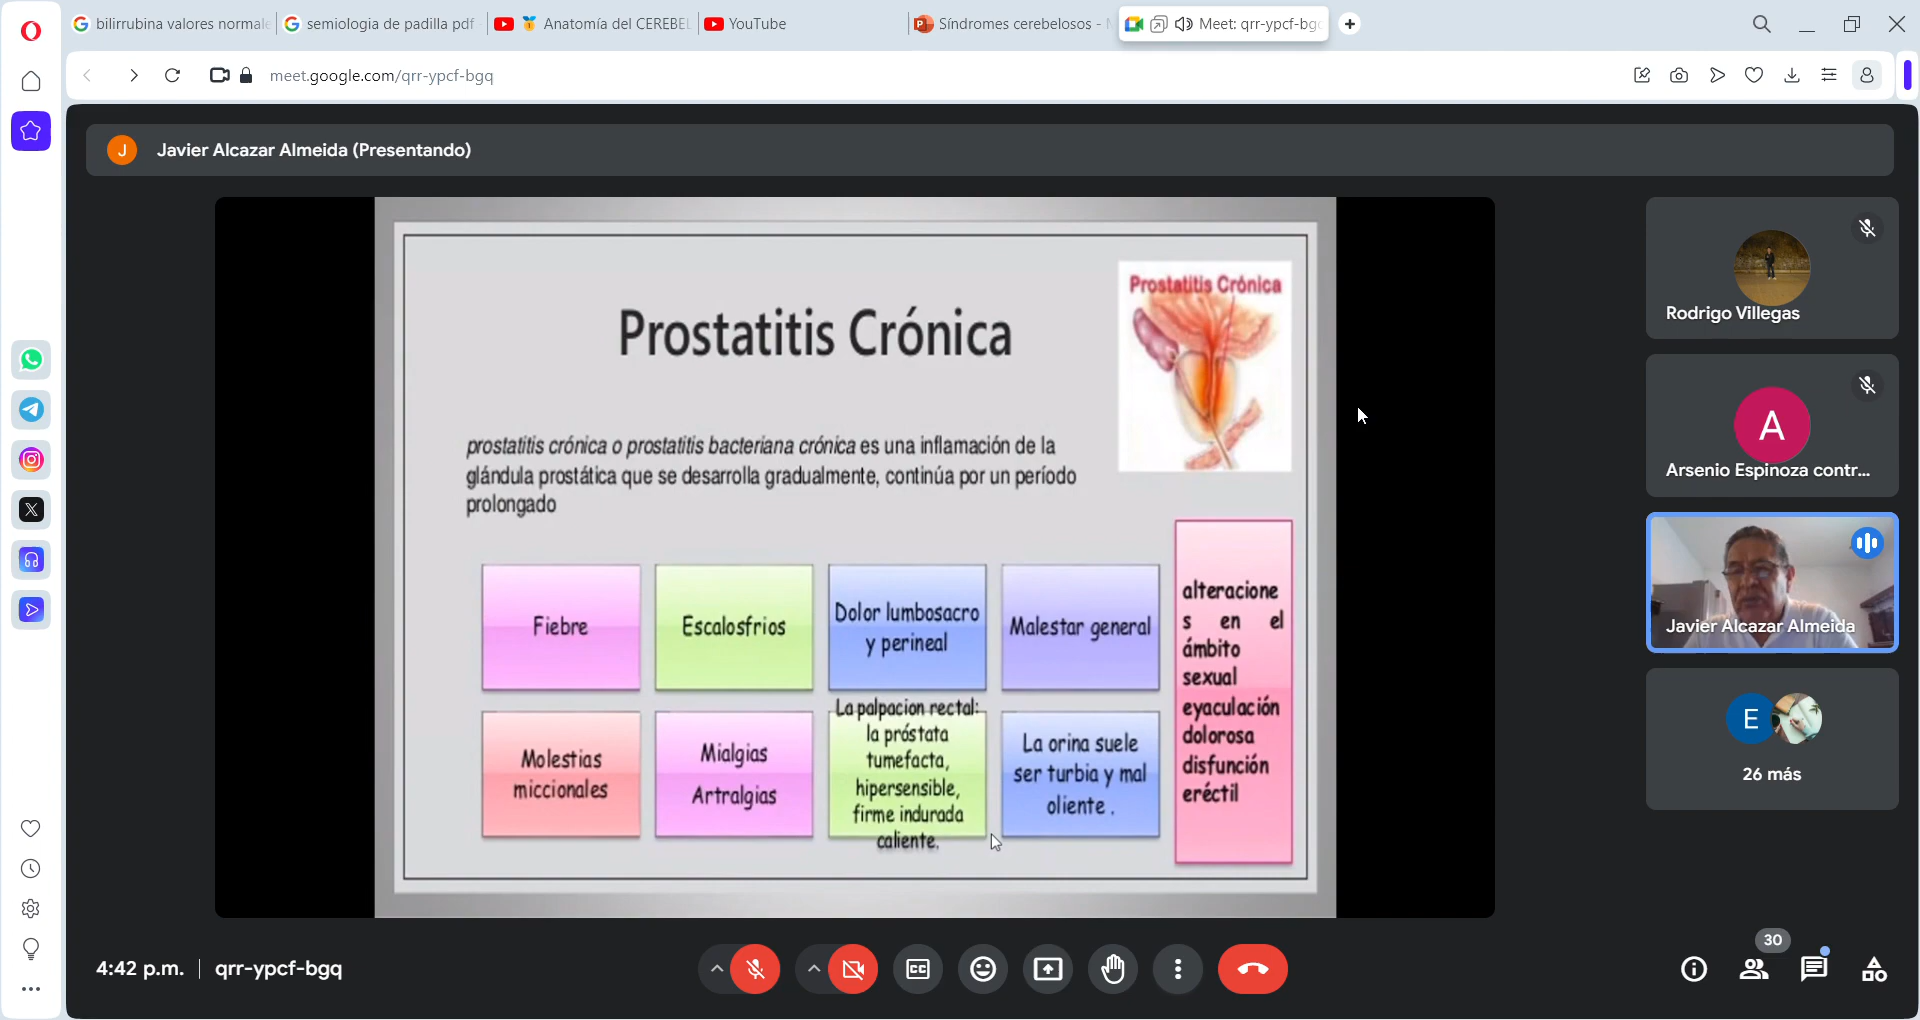 bilirrubina valores normale
semiologia de padilla pdf
Anatomía del CEREBEL
YouTube
Síndromes cerebelosos -
Meet: qrr-ypcf-bgq
meet.google.com/qrr-ypcf-bgq
J
Javier Alcazar Almeida (Presentando)
Prostatitis Crónica
Prostatitis Crónica
prostatitis crónica o prostatitis bacteriana crónica es una inflamación de la
glándula prostática que se desarrolla gradualmente, continúa por un período
prolongado
Fiebre
Escalosfrios
Dolor lumbosacro
y perineal
Malestar general
alteracione
s en el
ámbito
sexual
eyaculación
dolorosa
disfunción
eréctil
Molestias
miccionales
Mialgias
Artralgias
La palpacion rectal:
la próstata
tumefacta,
hipersensible,
firme indurada
caliente.
La orina suele
ser turbia y mal
oliente .
Rodrigo Villegas
A
Arsenio Espinoza contr...
Javier Alcazar Almeida
E
26 más
4:42 p.m.
qrr-ypcf-bgq
CC
30